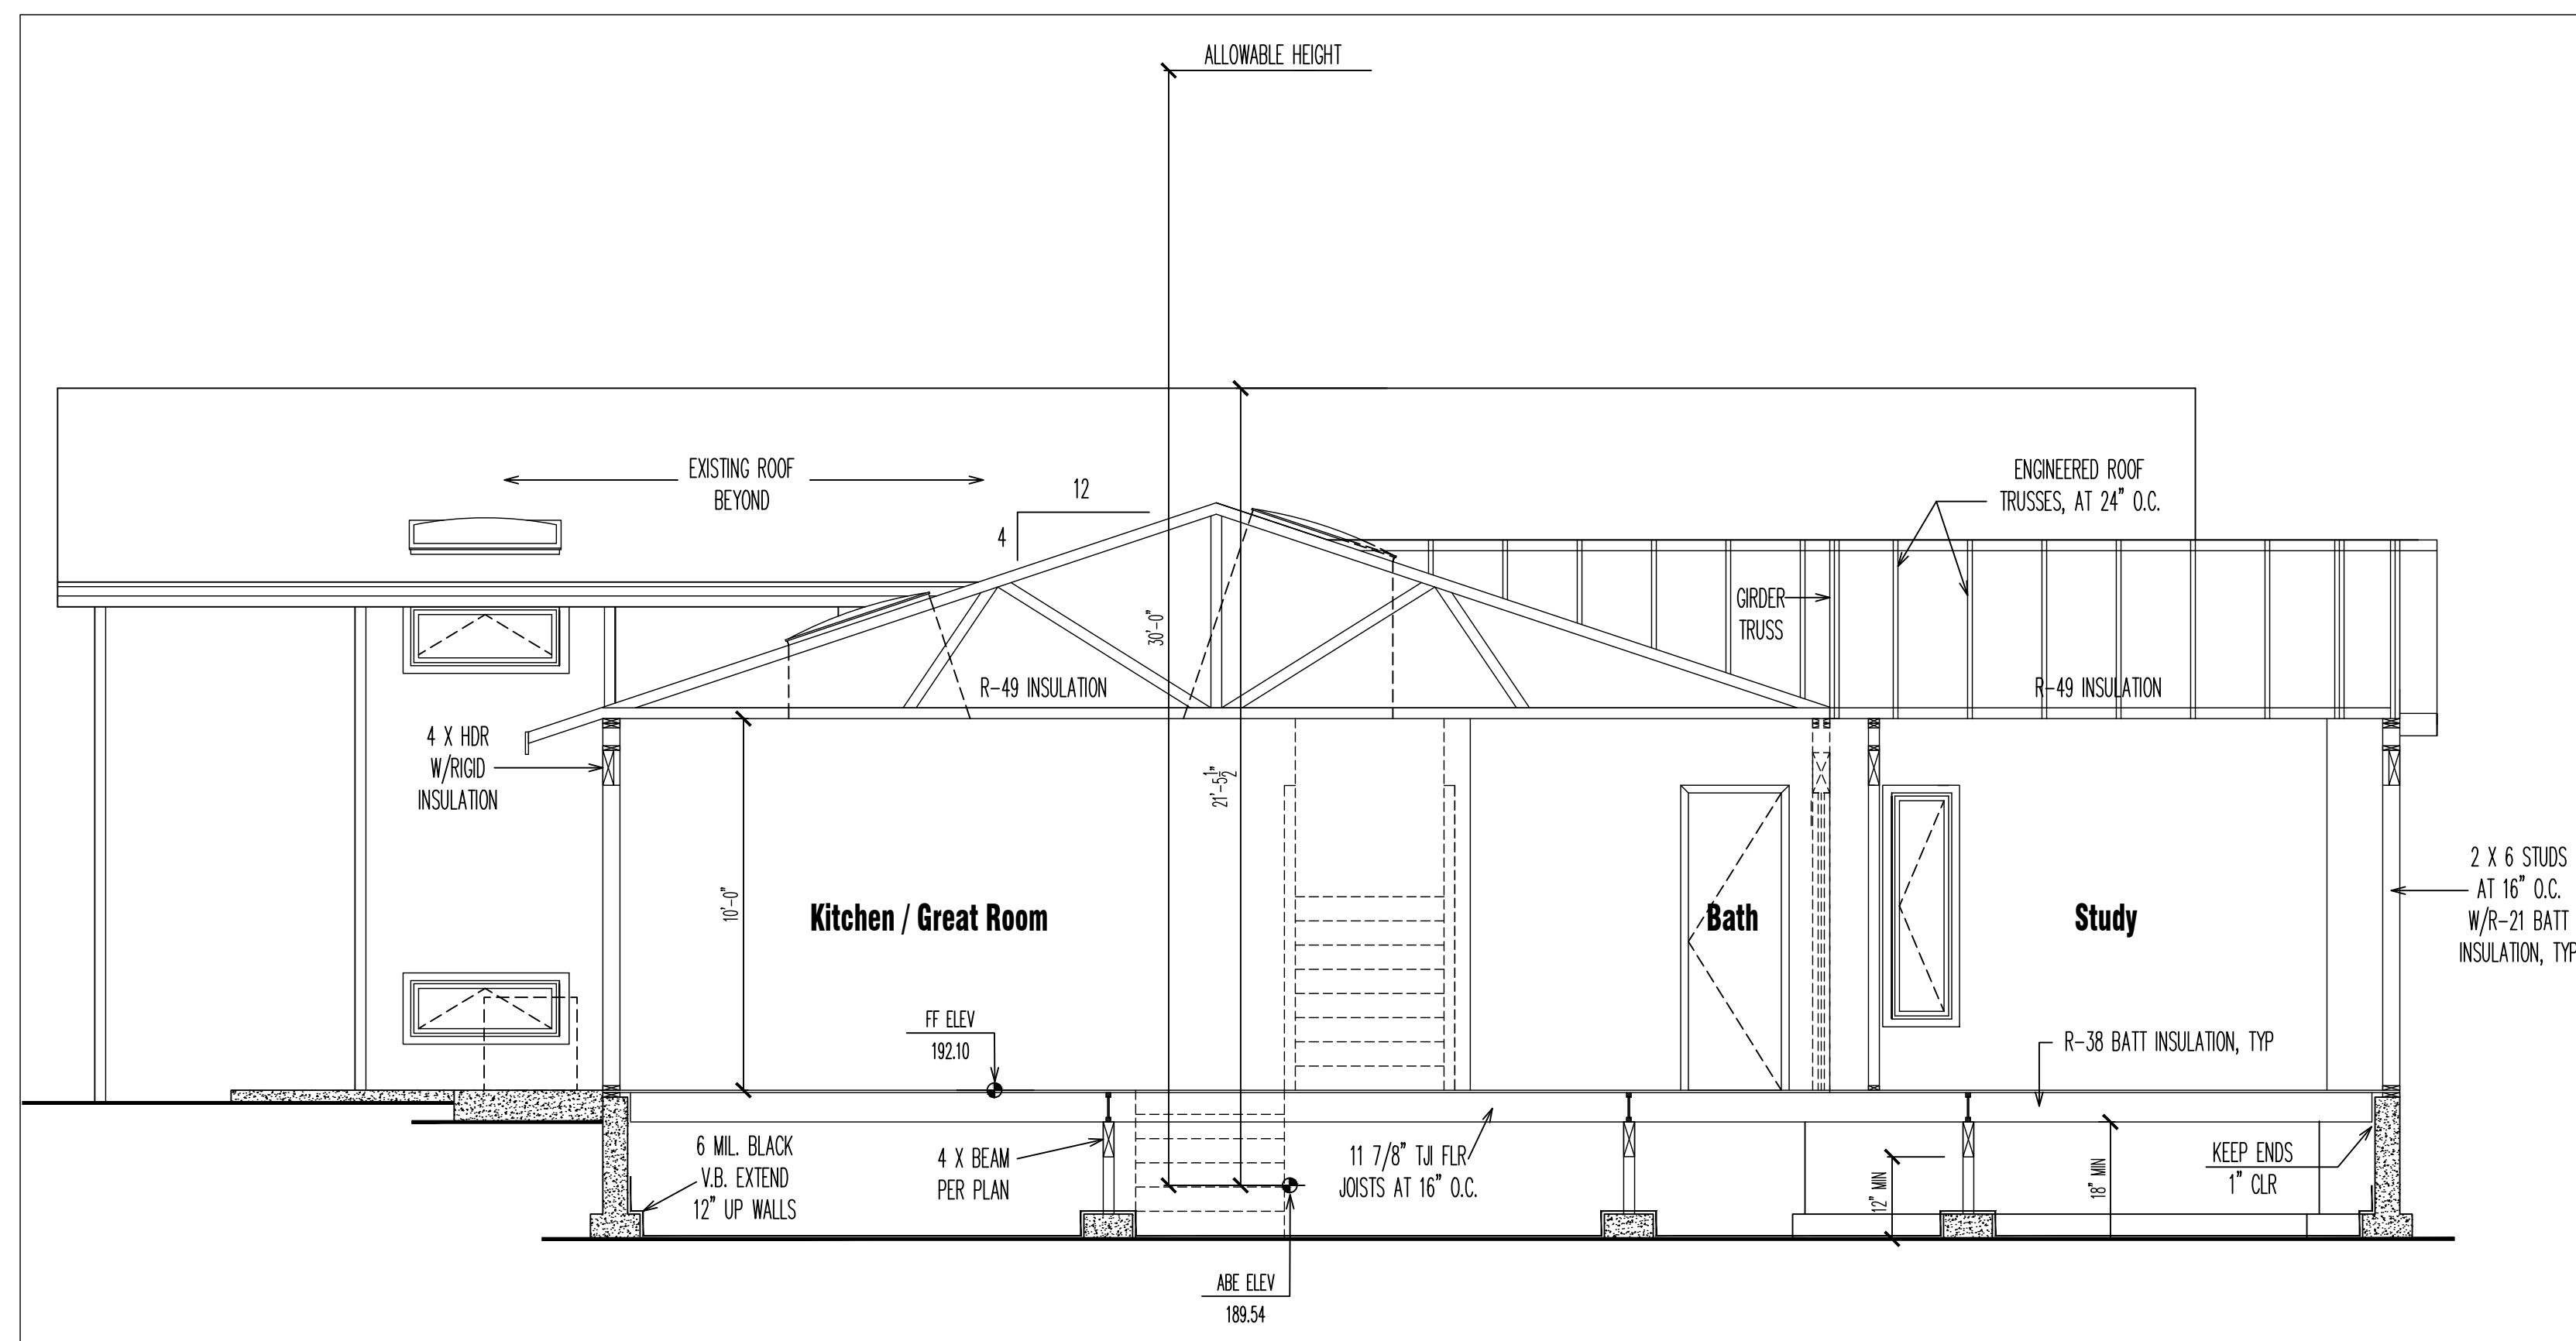 ALLOWABLE HEIGHT
EXISTING ROOF
BEYOND
12
4
ENGINEERED ROOF
TRUSSES, AT 24" O.C.
GIRDER
TRUSS
30'-0"
R-49 INSULATION
R-49 INSULATION
4 X HDR
W/RIGID
INSULATION
21'-5 1/2"
10'-0"
Kitchen / Great Room
Bath
Study
2 X 6 STUDS
AT 16" O.C.
W/R-21 BATT
INSULATION, TYP
FF ELEV
192.10
R-38 BATT INSULATION, TYP
6 MIL. BLACK
V.B. EXTEND
12" UP WALLS
4 X BEAM
PER PLAN
11 7/8" TJI FLR
JOISTS AT 16" O.C.
12" MIN
18" MIN
KEEP ENDS
1" CLR
ABE ELEV
189.54